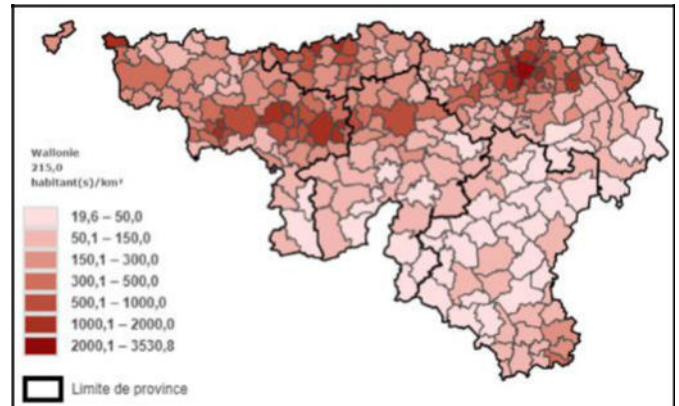 Wallonie
215,0
habitant(s)/km²
19,6 – 50,0
50,1 – 150,0
150,1 – 300,0
300,1 – 500,0
500,1 – 1000,0
1000,1 – 2000,0
2000,1 – 3530,8
Limite de province